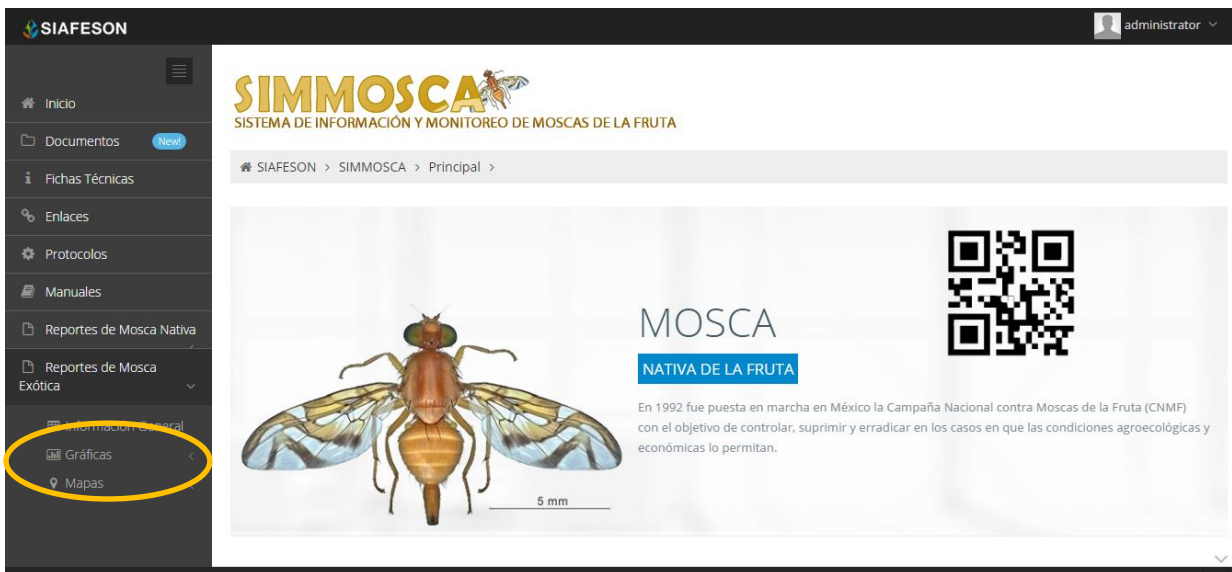 SIAFESON
administrator
Inicio
Documentos New!
Fichas Técnicas
Enlaces
Protocolos
Manuales
Reportes de Mosca Nativa
Reportes de Mosca
Exótica
Información General
Gráficas
Mapas
SIMMOSCA
SISTEMA DE INFORMACIÓN Y MONITOREO DE MOSCAS DE LA FRUTA
SIAFESON > SIMMOSCA > Principal >
MOSCA
NATIVA DE LA FRUTA
En 1992 fue puesta en marcha en México la Campaña Nacional contra Moscas de la Fruta (CNMF)
con el objetivo de controlar, suprimir y erradicar en los casos en que las condiciones agroecológicas y
económicas lo permitan.
5 mm